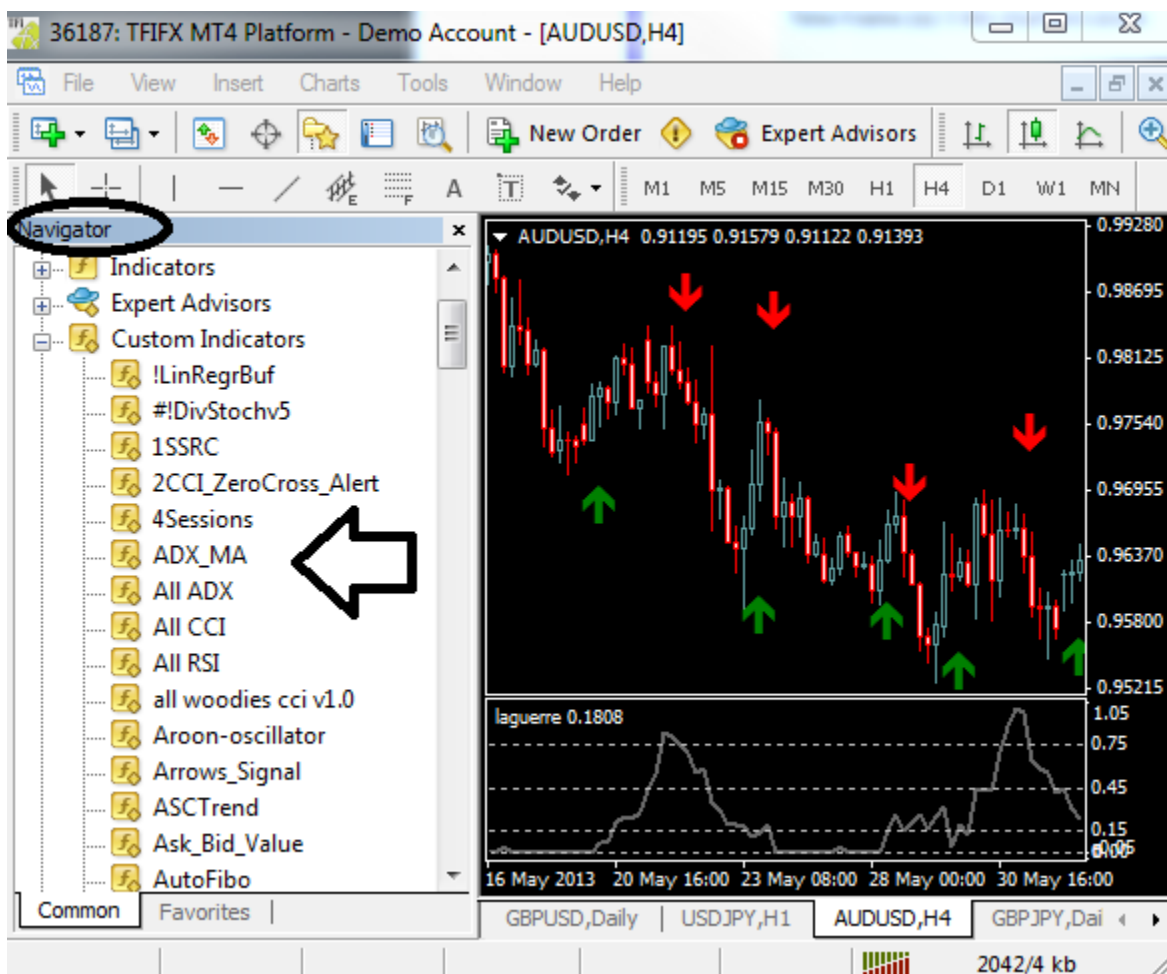 36187: TFIFX MT4 Platform - Demo Account - [AUDUSD,H4]
File View Insert Charts Tools Window Help
New Order Expert Advisors
A T M1 M5 M15 M30 H1 H4 D1 W1 MN
Navigator
Indicators
Expert Advisors
Custom Indicators
!LinRegrBuf
#!DivStochv5
1SSRC
2CCI_ZeroCross_Alert
4Sessions
ADX_MA
All ADX
All CCI
All RSI
all woodies cci v1.0
Aroon-oscillator
Arrows_Signal
ASCTrend
Ask_Bid_Value
AutoFibo
Common Favorites
AUDUSD,H4 0.91195 0.91579 0.91122 0.91393
0.99280
0.98695
0.98125
0.97540
0.96955
0.96370
0.95800
0.95215
laguerre 0.1808
1.05
0.75
0.45
0.15
16 May 2013 20 May 16:00 23 May 08:00 28 May 00:00 30 May 16:00
GBPUSD,Daily USDJPY,H1 AUDUSD,H4 GBPJPY,Dai
2042/4 kb